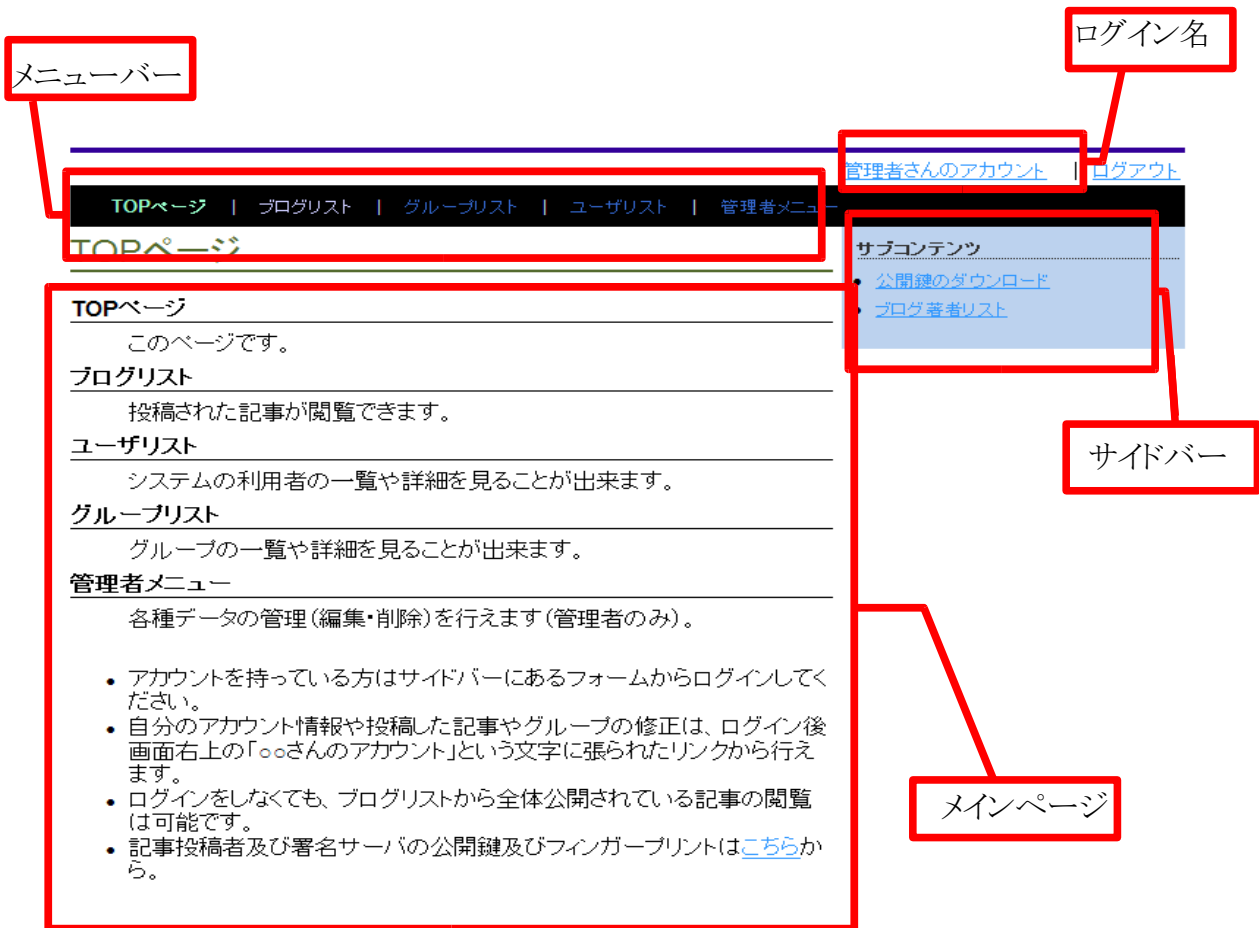 ログイン名
メニューバー
管理者さんのアカウント | ログアウト
TOPページ | ブログリスト | グループリスト | ユーザリスト | 管理者メニュー
TOPページ
サブコンテンツ
• 公開鍵のダウンロード
• ブログ著者リスト
TOPページ
このページです。
ブログリスト
投稿された記事が閲覧できます。
ユーザリスト
システムの利用者の一覧や詳細を見ることが出来ます。
サイドバー
グループリスト
グループの一覧や詳細を見ることが出来ます。
管理者メニュー
各種データの管理(編集・削除)を行えます(管理者のみ)。
• アカウントを持っている方はサイドバーにあるフォームからログインしてく
ださい。
• 自分のアカウント情報や投稿した記事やグループの修正は、ログイン後
画面右上の「○○さんのアカウント」という文字に張られたリンクから行え
ます。
• ログインをしなくても、ブログリストから全体公開されている記事の閲覧
は可能です。
• 記事投稿者及び署名サーバの公開鍵及びフィンガープリントはこちらか
ら。
メインページ